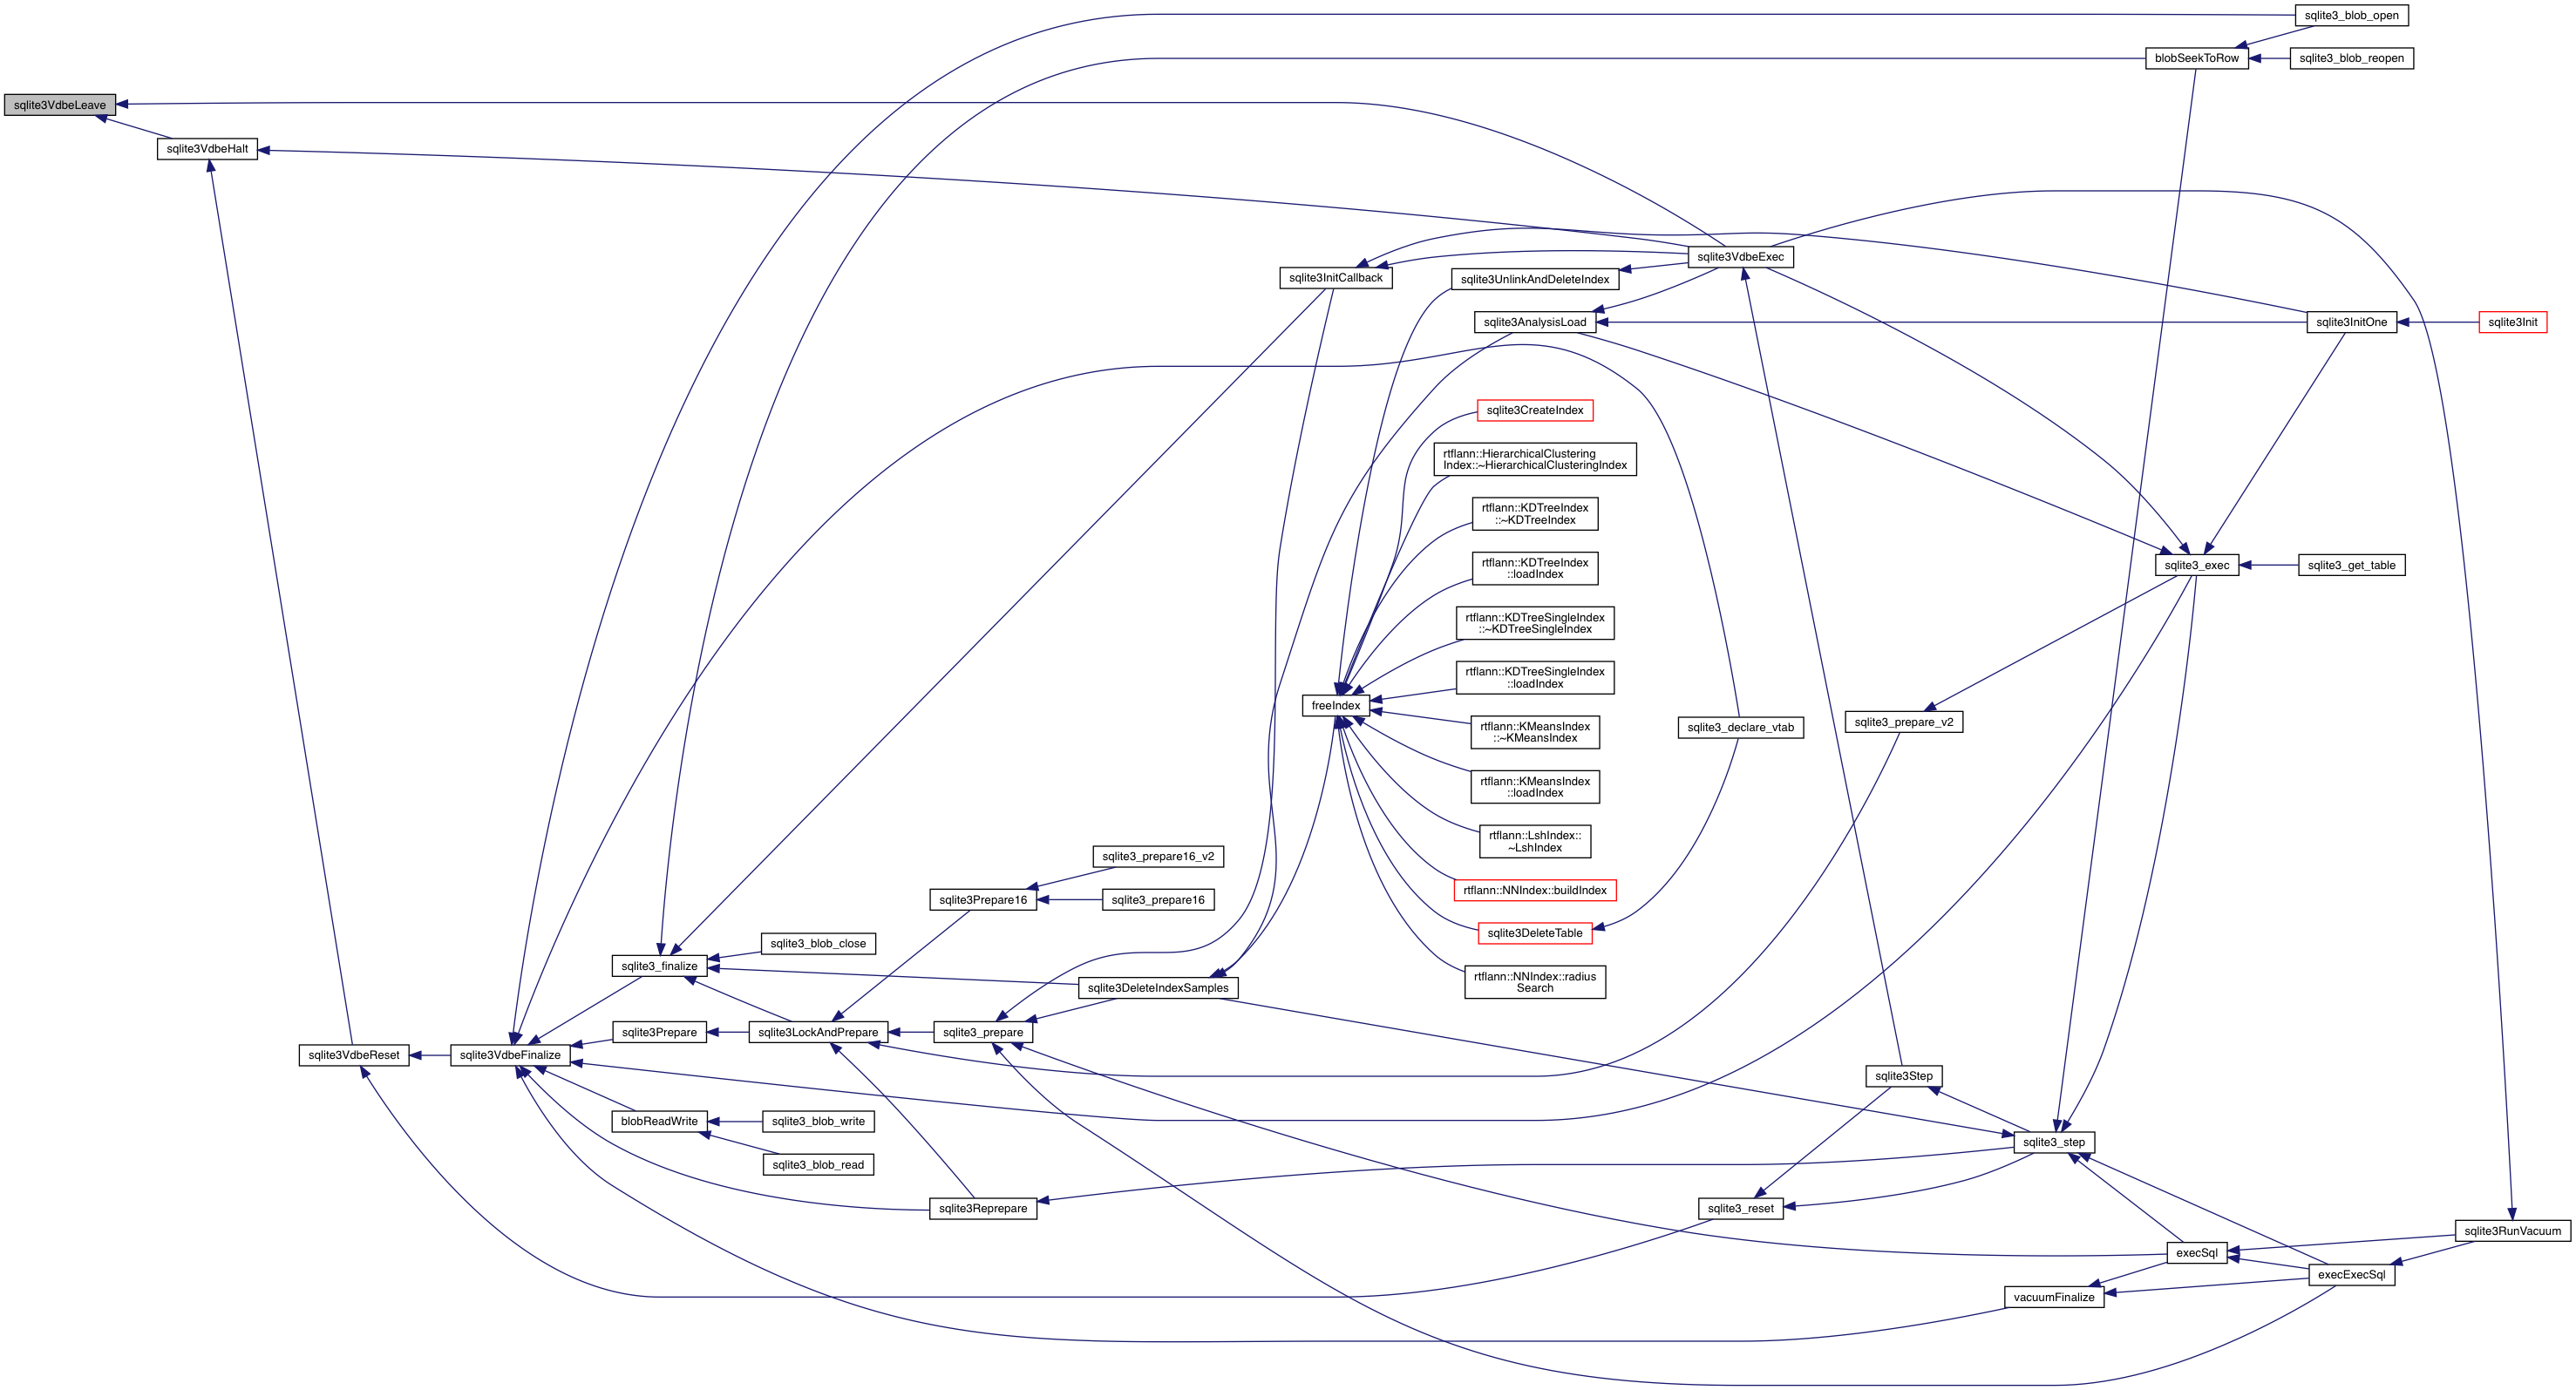 sqlite3_blob_open
blobSeekToRow
sqlite3_blob_reopen
sqlite3VdbeLeave
sqlite3VdbeHalt
sqlite3VdbeExec
sqlite3InitCallback
sqlite3UnlinkAndDeleteIndex
sqlite3AnalysisLoad
sqlite3InitOne
sqlite3Init
sqlite3CreateIndex
rtflann::HierarchicalClustering
Index::~HierarchicalClusteringIndex
rtflann::KDTreeIndex
::~KDTreeIndex
rtflann::KDTreeIndex
::loadIndex
sqlite3_exec
sqlite3_get_table
rtflann::KDTreeSingleIndex
::~KDTreeSingleIndex
rtflann::KDTreeSingleIndex
::loadIndex
freeIndex
rtflann::KMeansIndex
::~KMeansIndex
sqlite3_declare_vtab
sqlite3_prepare_v2
rtflann::KMeansIndex
::loadIndex
rtflann::LshIndex::
~LshIndex
sqlite3_prepare16_v2
rtflann::NNIndex::buildIndex
sqlite3Prepare16
sqlite3_prepare16
sqlite3DeleteTable
sqlite3_blob_close
sqlite3_finalize
rtflann::NNIndex::radius
Search
sqlite3DeleteIndexSamples
sqlite3Prepare
sqlite3LockAndPrepare
sqlite3_prepare
sqlite3VdbeReset
sqlite3VdbeFinalize
sqlite3Step
blobReadWrite
sqlite3_blob_write
sqlite3_step
sqlite3_blob_read
sqlite3Reprepare
sqlite3_reset
sqlite3RunVacuum
execSql
execExecSql
vacuumFinalize